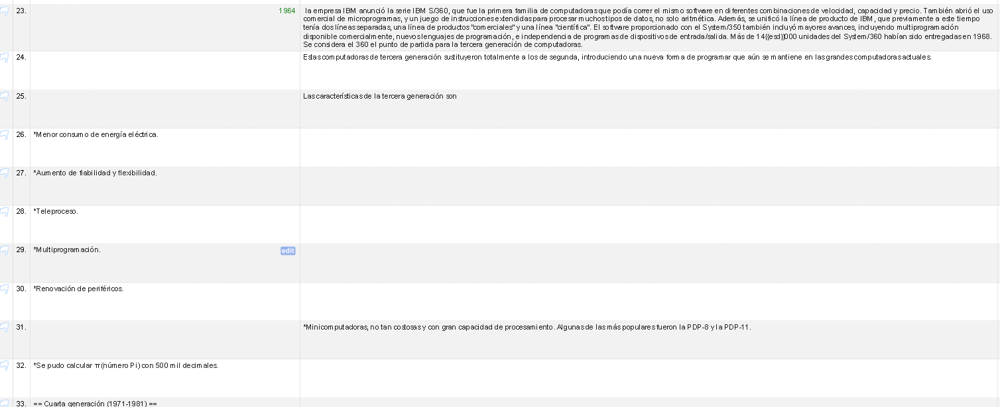 23. 1964 la empresa IBM anunció la serie IBM S/360, que fue la primera familia de computadoras que podía correr el mismo software en diferentes combinaciones de velocidad, capacidad y precio. También abrió el uso
comercial de microprogramas, y un juego de instrucciones extendidas para procesar muchos tipos de datos, no solo aritmética. Además, se unificó la línea de producto de IBM, que previamente a este tiempo
tenía dos líneas separadas, una línea de productos "comerciales" y una línea "científica". El software proporcionado con el System/350 también incluyó mayores avances, incluyendo multiprogramación
disponible comercialmente, nuevos lenguajes de programación, e independencia de programas de dispositivos de entrada/salida. Más de 14{{esd}}000 unidades del System/360 habían sido entregadas en 1968.
Se considera el 360 el punto de partida para la tercera generación de computadoras.
24. Estas computadoras de tercera generación sustituyeron totalmente a los de segunda, introduciendo una nueva forma de programar que aún se mantiene en las grandes computadoras actuales.
25. Las características de la tercera generación son
26. *Menor consumo de energía eléctrica.
27. *Aumento de fiabilidad y flexibilidad.
28. *Teleproceso.
29. *Multiprogramación. edit
30. *Renovación de periféricos.
31. *Minicomputadoras, no tan costosas y con gran capacidad de procesamiento. Algunas de las más populares fueron la PDP-8 y la PDP-11.
32. *Se pudo calcular π (número Pi) con 500 mil decimales.
33. == Cuarta generación (1971-1981) ==